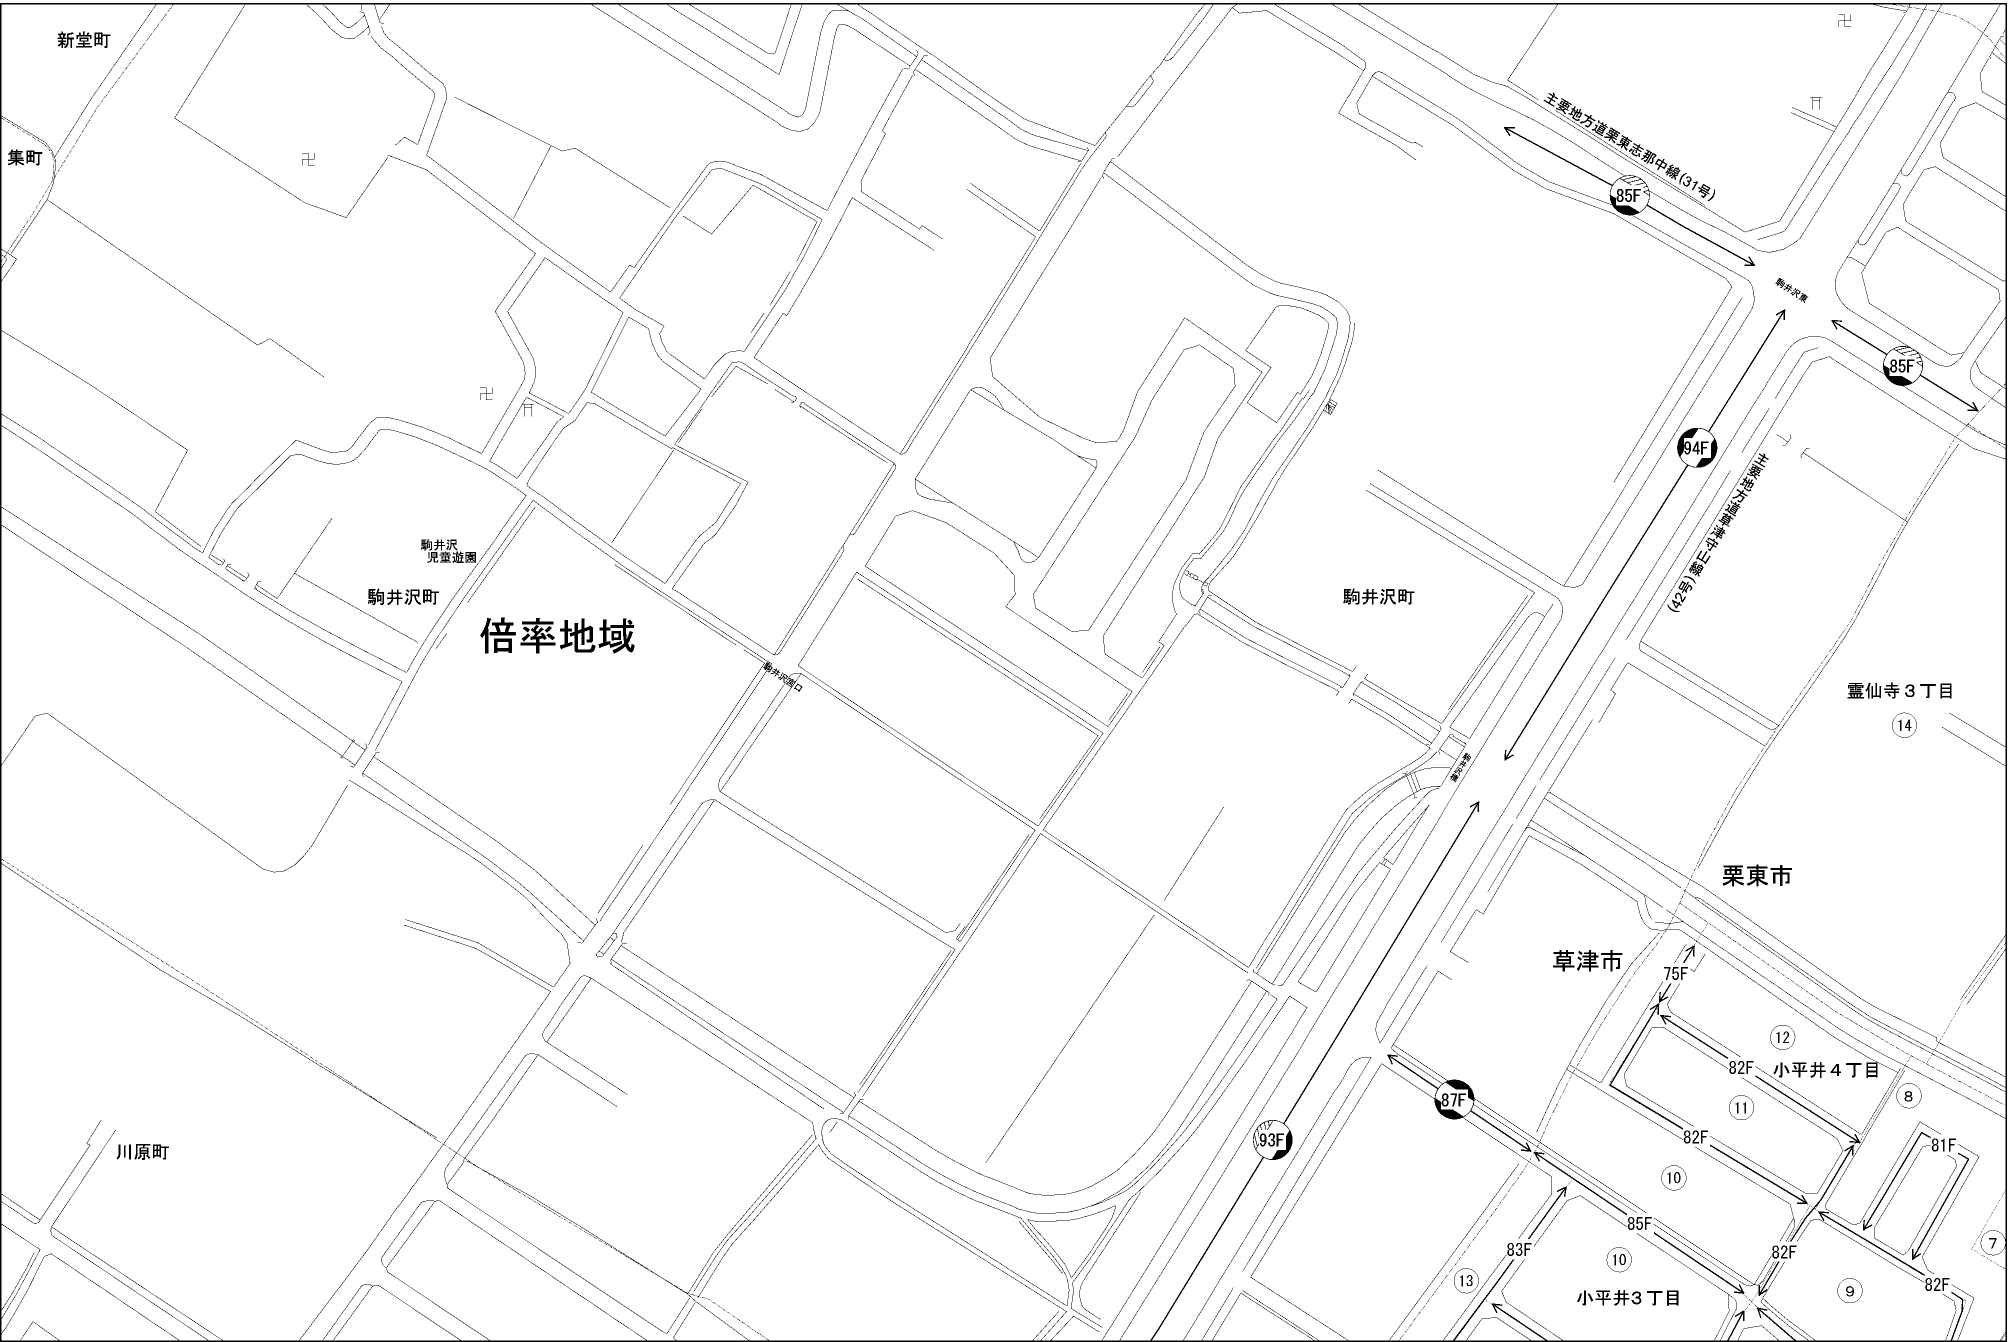 新堂町
集町
主要地方道栗東志那中線(31号)
85F
駒井沢東
85F
94F
主要地方道草津守山線
(42号)
駒井沢
児童遊園
駒井沢町
倍率地域
駒井沢町
駒井沢西口
霊仙寺3丁目
14
駒井沢橋
栗東市
草津市
75F
12
82F
小平井4丁目
8
87F
11
93F
82F
81F
川原町
10
85F
83F
82F
7
10
13
82F
9
小平井3丁目